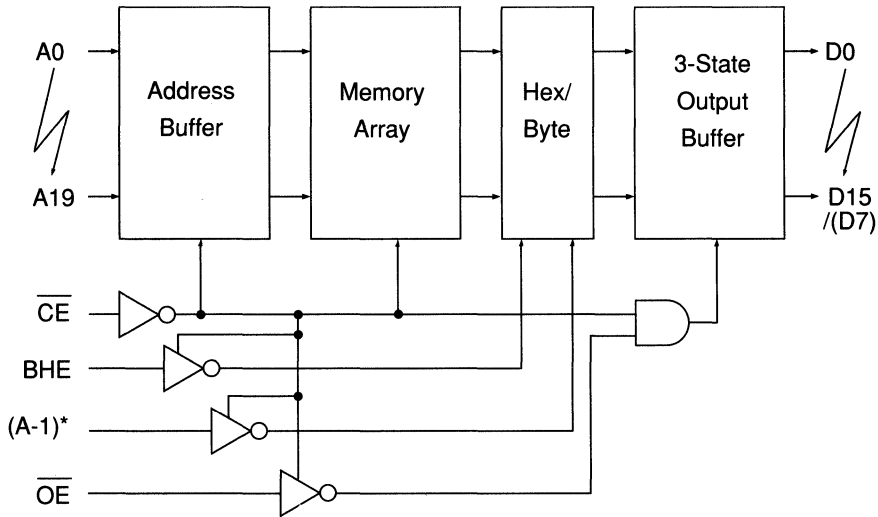 A0
Address
Buffer
Memory
Array
Hex/
Byte
3-State
Output
Buffer
D0
A19
D15
/(D7)
CE
BHE
(A-1)*
OE